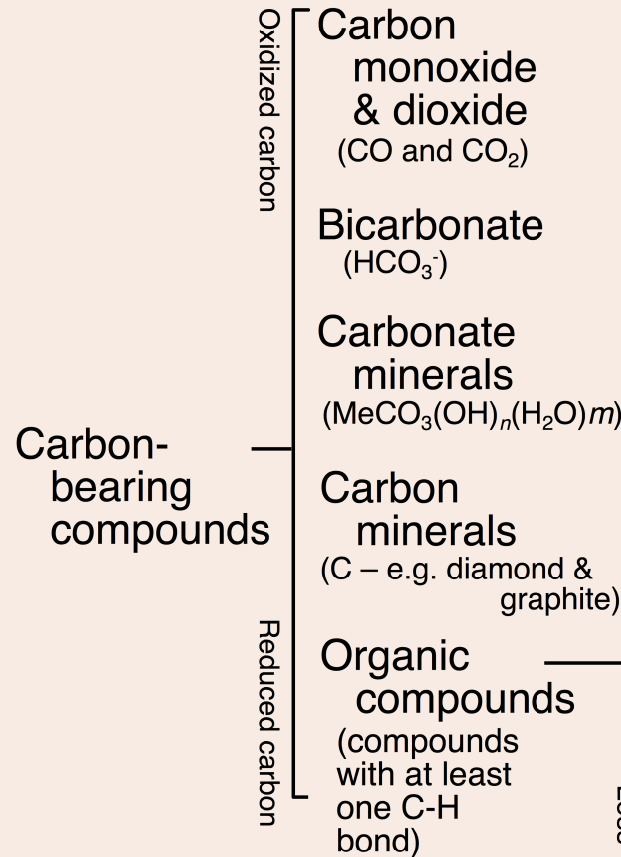 Oxidized carbon
Carbon
monoxide
& dioxide
(CO and CO₂)
Bicarbonate
(HCO₃⁻)
Carbonate
minerals
(MeCO₃(OH)ₙ(H₂O)m)
Carbon-
bearing
compounds
Carbon
minerals
(C – e.g. diamond &
graphite)
Reduced carbon
Organic
compounds
(compounds
with at least
one C-H
bond)